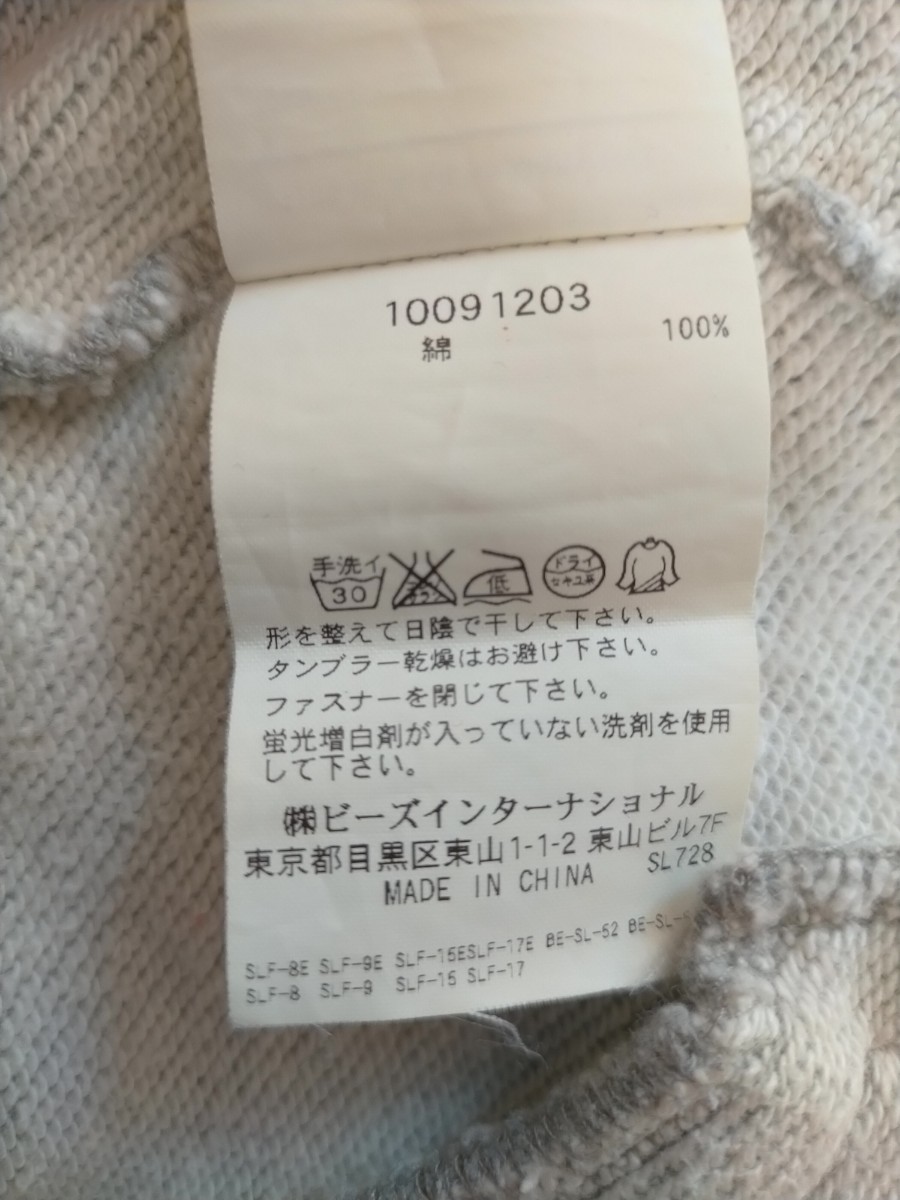 10091203
綿 100%
手洗イ
30
低
ドライ
セキユ系
形を整えて日陰で干して下さい。
タンブラー乾燥はお避け下さい。
ファスナーを閉じて下さい。
蛍光増白剤が入っていない洗剤を使用
して下さい。
㈱ビーズインターナショナル
東京都目黒区東山1-1-2 東山ビル7F
MADE IN CHINA SL728
SLF-8E SLF-9E SLF-15ESLF-17E BE-SL-52
SLF-8 SLF-9 SLF-15 SLF-17